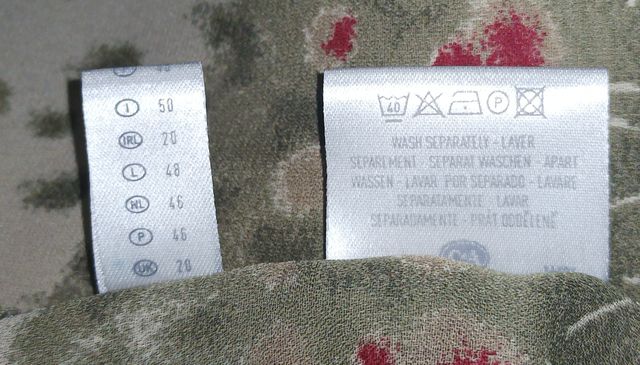 I 50
IRL 20
L 48
NL 46
P 46
UK 20
40 P
WASH SEPARATELY - LAVER
SEPAREMENT - SEPARAT WASCHEN - APART
WASSEN - LAVAR POR SEPARADO - LAVARE
SEPARATAMENTE - LAVAR
SEPARADAMENTE - PRÁT ODDĚLENĚ
C&A